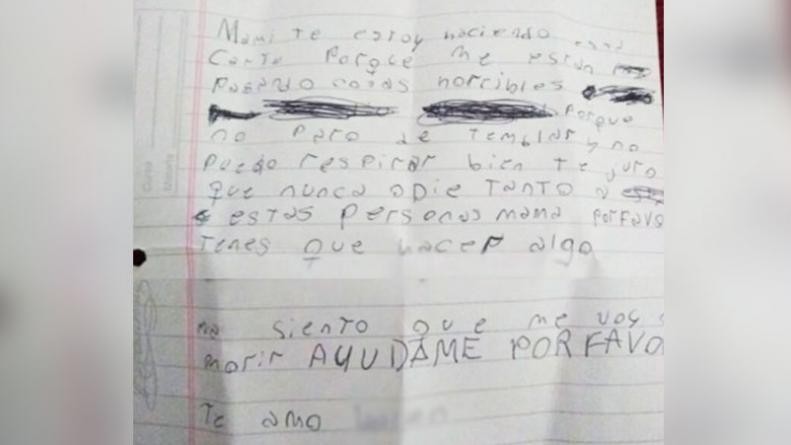 Mami te estoy haciendo esta
Carta Porque me estan
Pasando cosas horribles
Porque
no Paro de Temblar y no
Puedo respirar bien Te juro
que nunca odie TanTo a
estas personas mama porfavo
Tenes que hacer algo
me siento que me voy a
morir AYUDAME PORFAVO
Te amo